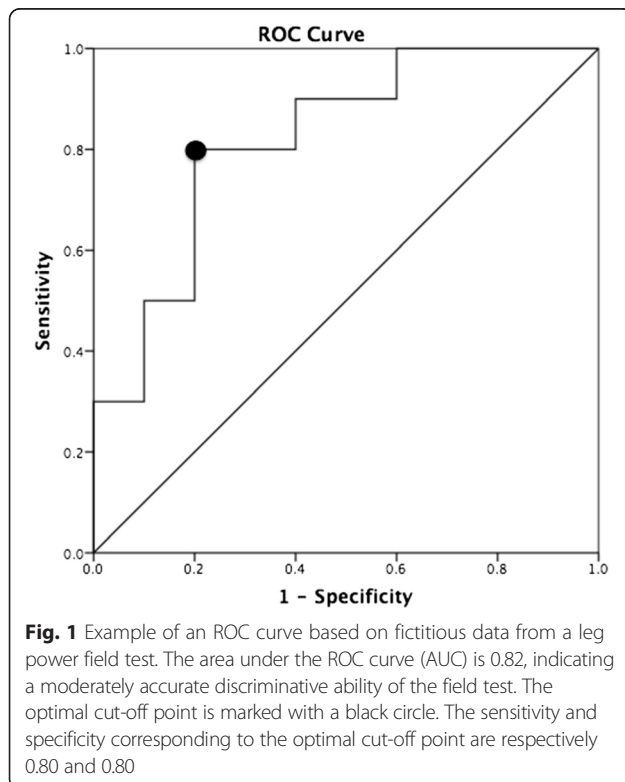 ROC Curve
1.0
0.8
0.6
0.4
0.2
0.0
Sensitivity
0.0 0.2 0.4 0.6 0.8 1.0
1 - Specificity
Fig. 1 Example of an ROC curve based on fictitious data from a leg
power field test. The area under the ROC curve (AUC) is 0.82, indicating
a moderately accurate discriminative ability of the field test. The
optimal cut-off point is marked with a black circle. The sensitivity and
specificity corresponding to the optimal cut-off point are respectively
0.80 and 0.80